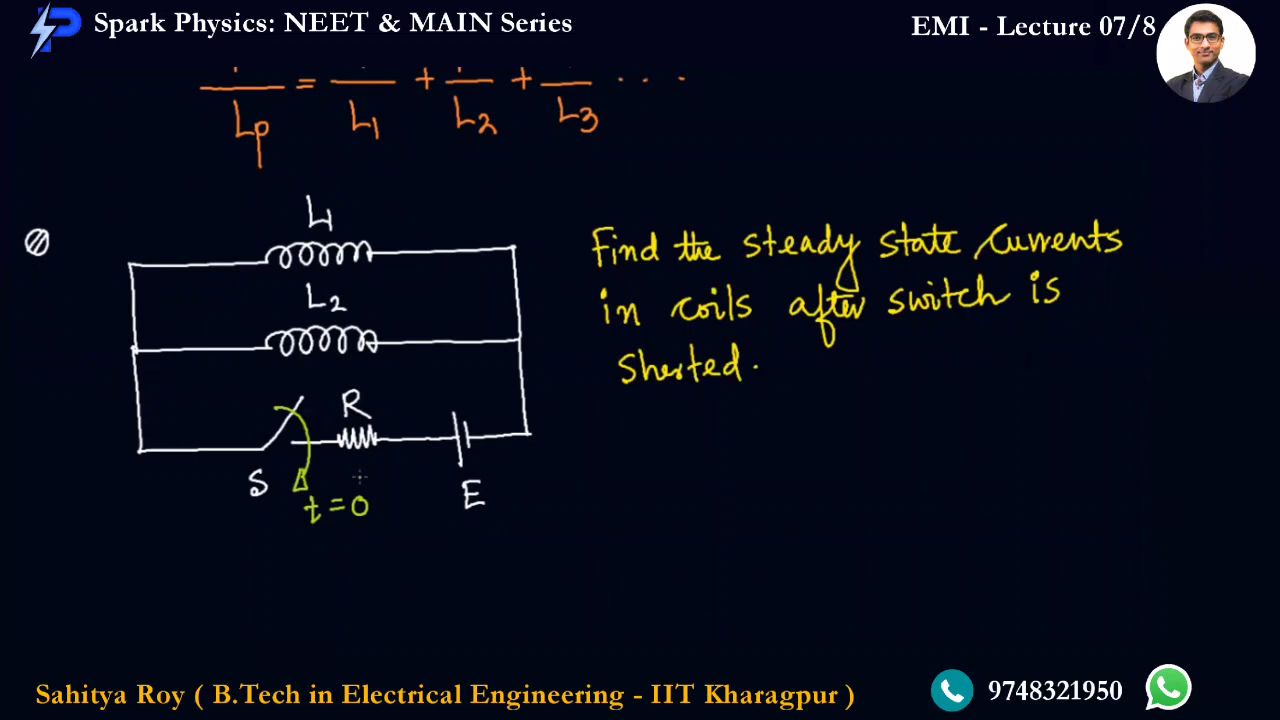 Spark Physics: NEET & MAIN Series
EMI - Lecture 07/8
Lp = L1 + L2 + L3 ....
L1
L2
R
S
t = 0
E
Find the steady state currents
in coils after switch is
shorted.
Sahitya Roy ( B.Tech in Electrical Engineering - IIT Kharagpur )
9748321950